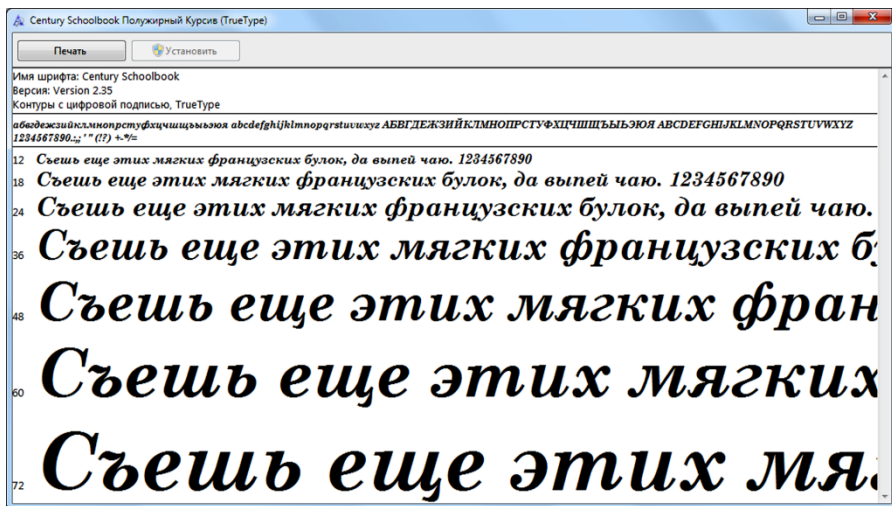 Century Schoolbook Полужирный Курсив (TrueType)
Печать Установить
Имя шрифта: Century Schoolbook
Версия: Version 2.35
Контуры с цифровой подписью, TrueType
абвгдежзийклмнопрстуфхцчшщъыьэюя abcdefghijklmnopqrstuvwxyz АБВГДЕЖЗИЙКЛМНОПРСТУФХЦЧШЩЪЫЬЭЮЯ ABCDEFGHIJKLMNOPQRSTUVWXYZ
1234567890.:,; ' " (!?) +-*/=
12 Съешь еще этих мягких французских булок, да выпей чаю. 1234567890
18 Съешь еще этих мягких французских булок, да выпей чаю. 1234567890
24 Съешь еще этих мягких французских булок, да выпей чаю.
36 Съешь еще этих мягких французских бу
48 Съешь еще этих мягких фран
60 Съешь еще этих мягких
72 Съешь еще этих мяг